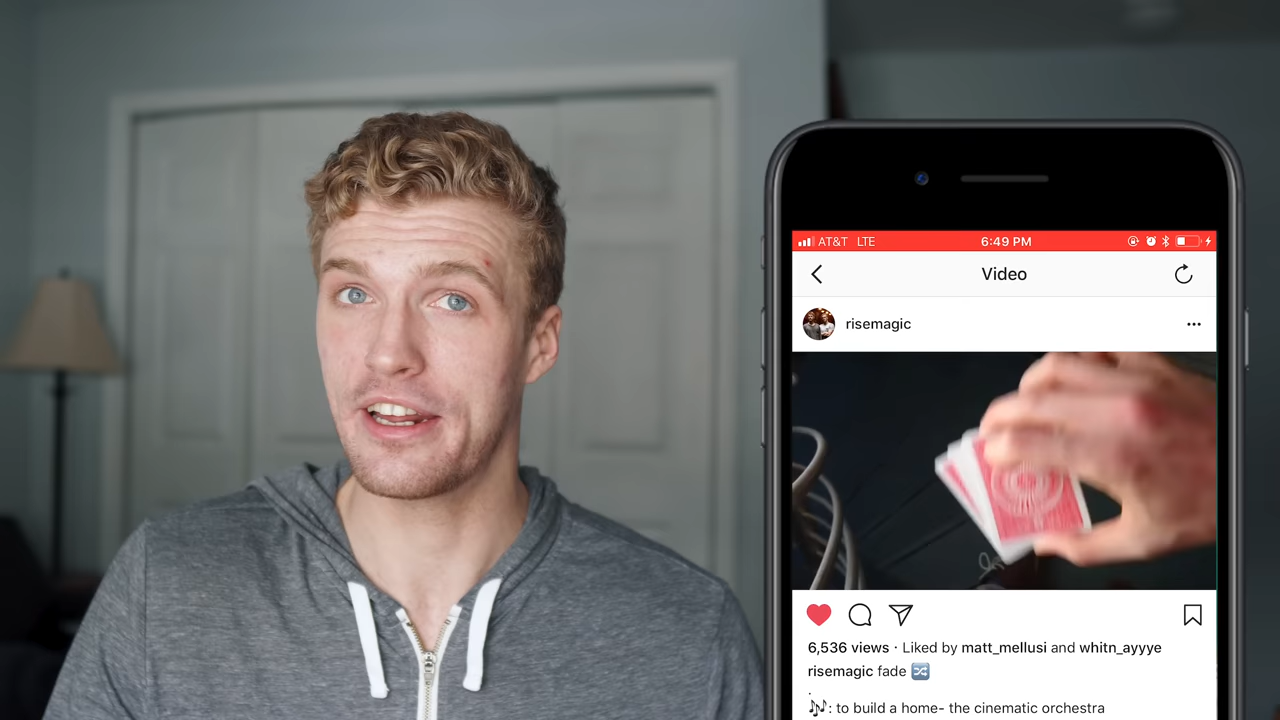 AT&T LTE 6:49 PM
Video
risemagic
6,536 views · Liked by matt_mellusi and whitn_ayyye
risemagic fade 🔀
.
🎶: to build a home- the cinematic orchestra